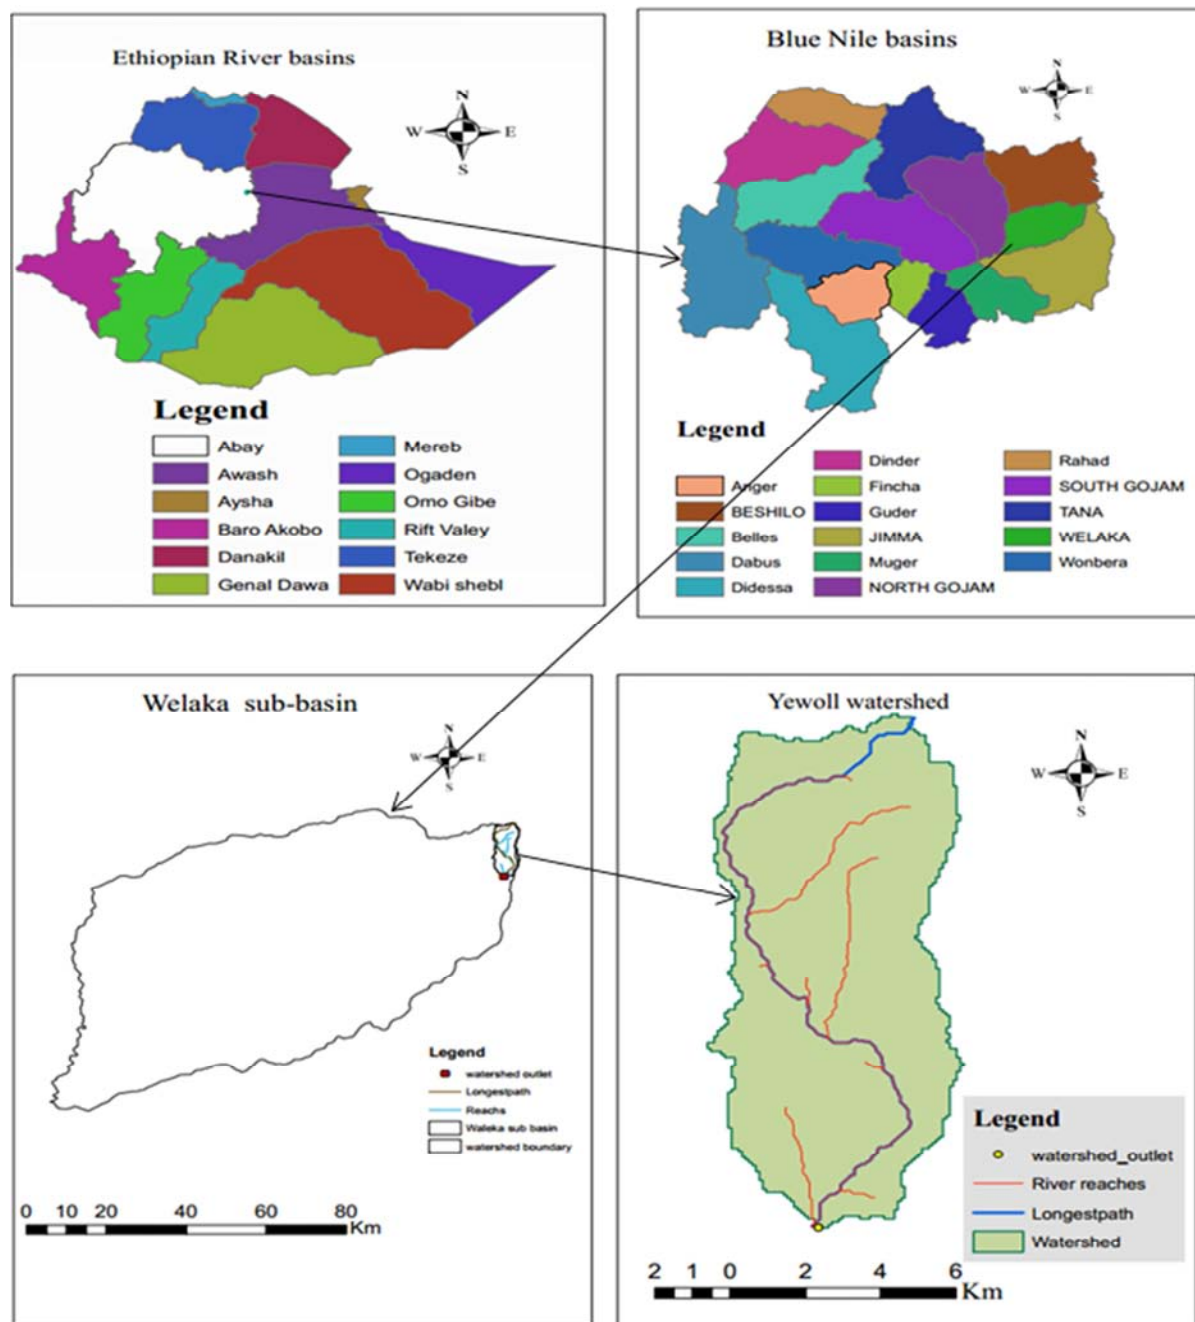 Ethiopian River basins
N
W E
S
Legend
Abay Mereb
Awash Ogaden
Aysha Omo Gibe
Baro Akobo Rift Valey
Danakil Tekeze
Genal Dawa Wabi shebl
Blue Nile basins
N
W E
S
Legend
Dinder Rahad
Anger Fincha SOUTH GOJAM
BESHILO Guder TANA
Belles JIMMA WELAKA
Dabus Muger Wonbera
Didessa NORTH GOJAM
Welaka sub-basin
N
W E
S
Legend
watershed outlet
Longestpath
Reachs
Waleka sub basin
watershed boundary
0 10 20 40 60 80
Km
Yewoll watershed
N
W E
S
Legend
watershed_outlet
River reaches
Longestpath
Watershed
2 1 0 2 4 6
Km